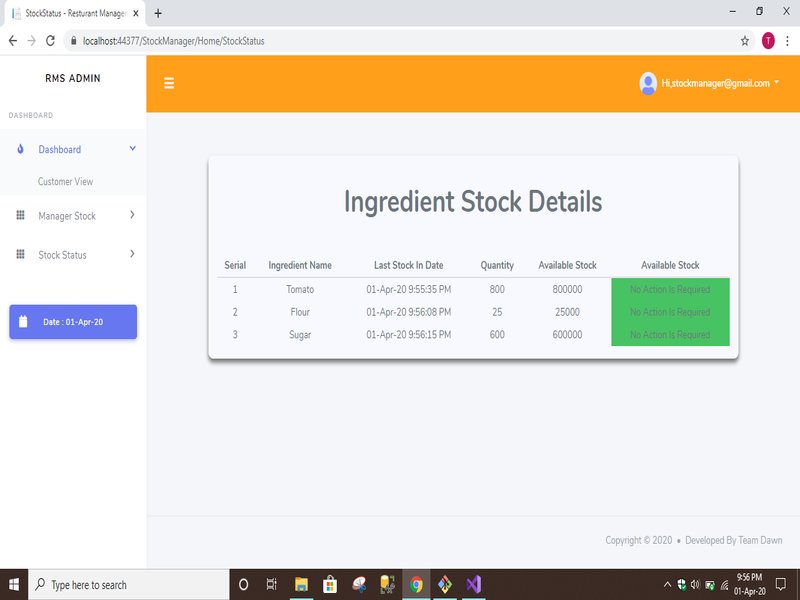 StockStatus - Resturant Manager
localhost:44377/StockManager/Home/StockStatus
T
RMS ADMIN
Hi,stockmanager@gmail.com
DASHBOARD
Dashboard
Customer View
Manager Stock
Stock Status
Date : 01-Apr-20
Ingredient Stock Details
Serial Ingredient Name Last Stock In Date Quantity Available Stock Available Stock
1 Tomato 01-Apr-20 9:55:35 PM 800 800000 No Action Is Required
2 Flour 01-Apr-20 9:56:08 PM 25 25000 No Action Is Required
3 Sugar 01-Apr-20 9:56:15 PM 600 600000 No Action Is Required
Copyright © 2020 • Developed By Team Dawn
Type here to search
9:56 PM
01-Apr-20